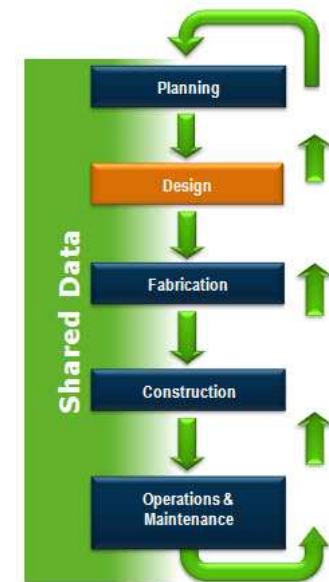 Planning
Design
Fabrication
Construction
Operations &
Maintenance
Shared Data